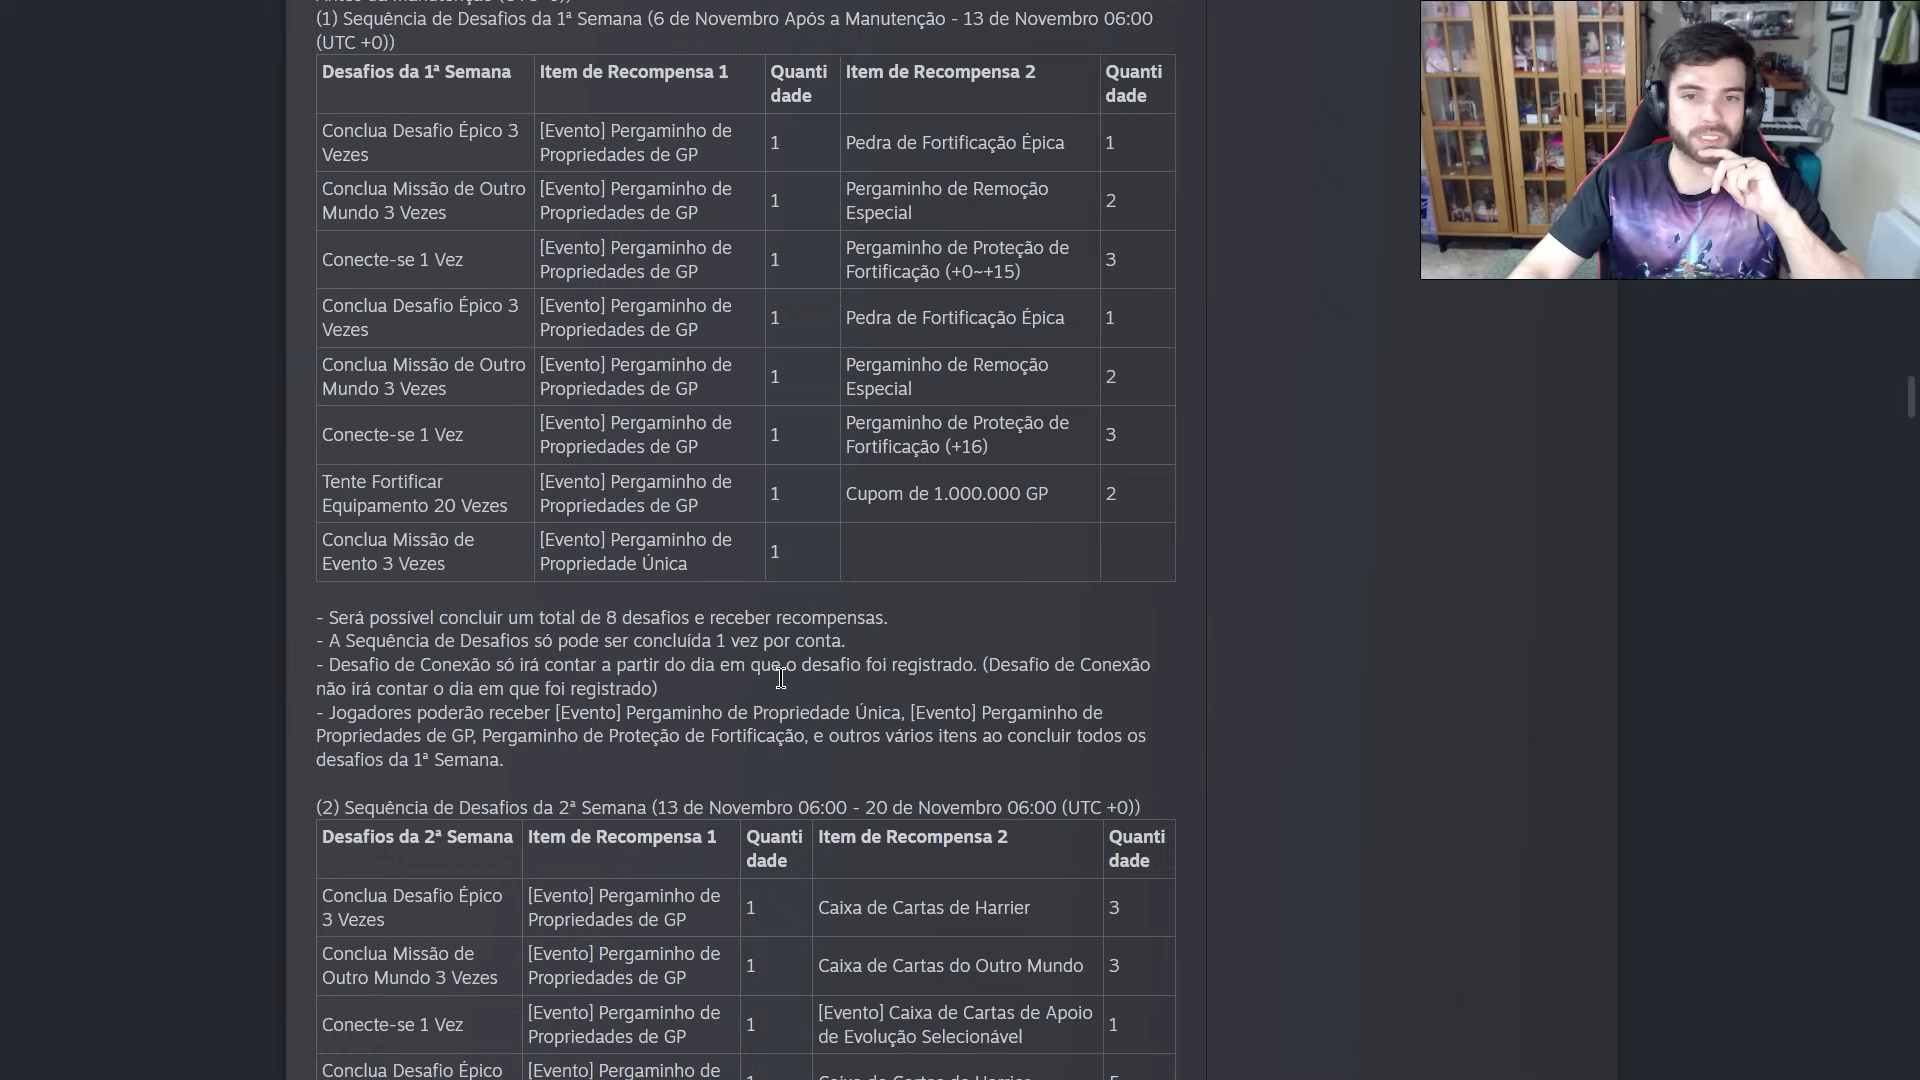 (1) Sequência de Desafios da 1ª Semana (6 de Novembro Após a Manutenção - 13 de Novembro 06:00
(UTC +0))
Desafios da 1ª Semana Item de Recompensa 1 Quanti Item de Recompensa 2 Quanti
dade dade
Conclua Desafio Épico 3 [Evento] Pergaminho de
Vezes Propriedades de GP 1 Pedra de Fortificação Épica 1
Conclua Missão de Outro [Evento] Pergaminho de Pergaminho de Remoção
Mundo 3 Vezes Propriedades de GP 1 Especial 2
Conecte-se 1 Vez [Evento] Pergaminho de Pergaminho de Proteção de
Propriedades de GP 1 Fortificação (+0~+15) 3
Conclua Desafio Épico 3 [Evento] Pergaminho de
Vezes Propriedades de GP 1 Pedra de Fortificação Épica 1
Conclua Missão de Outro [Evento] Pergaminho de Pergaminho de Remoção
Mundo 3 Vezes Propriedades de GP 1 Especial 2
Conecte-se 1 Vez [Evento] Pergaminho de Pergaminho de Proteção de
Propriedades de GP 1 Fortificação (+16) 3
Tente Fortificar [Evento] Pergaminho de
Equipamento 20 Vezes Propriedades de GP 1 Cupom de 1.000.000 GP 2
Conclua Missão de [Evento] Pergaminho de
Evento 3 Vezes Propriedade Única 1
- Será possível concluir um total de 8 desafios e receber recompensas.
- A Sequência de Desafios só pode ser concluída 1 vez por conta.
- Desafio de Conexão só irá contar a partir do dia em que o desafio foi registrado. (Desafio de Conexão
não irá contar o dia em que foi registrado)
- Jogadores poderão receber [Evento] Pergaminho de Propriedade Única, [Evento] Pergaminho de
Propriedades de GP, Pergaminho de Proteção de Fortificação, e outros vários itens ao concluir todos os
desafios da 1ª Semana.
(2) Sequência de Desafios da 2ª Semana (13 de Novembro 06:00 - 20 de Novembro 06:00 (UTC +0))
Desafios da 2ª Semana Item de Recompensa 1 Quanti Item de Recompensa 2 Quanti
dade dade
Conclua Desafio Épico [Evento] Pergaminho de
3 Vezes Propriedades de GP 1 Caixa de Cartas de Harrier 3
Conclua Missão de [Evento] Pergaminho de
Outro Mundo 3 Vezes Propriedades de GP 1 Caixa de Cartas do Outro Mundo 3
Conecte-se 1 Vez [Evento] Pergaminho de [Evento] Caixa de Cartas de Apoio
Propriedades de GP 1 de Evolução Selecionável 1
Conclua Desafio Épico [Evento] Pergaminho de